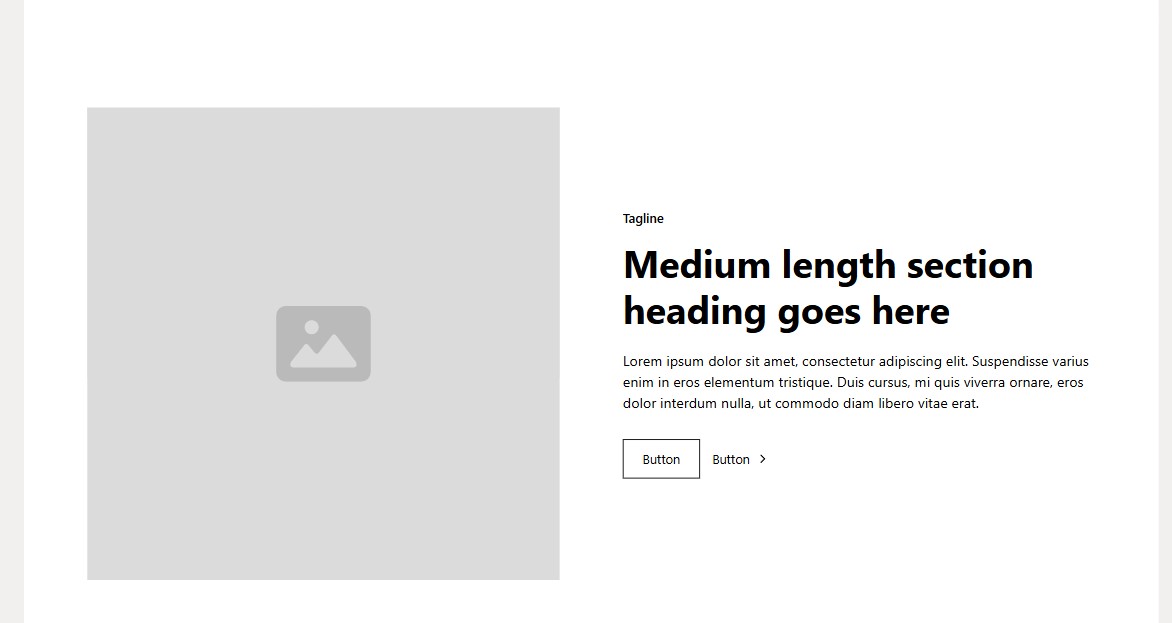 Tagline
Medium length section
heading goes here
Lorem ipsum dolor sit amet, consectetur adipiscing elit. Suspendisse varius
enim in eros elementum tristique. Duis cursus, mi quis viverra ornare, eros
dolor interdum nulla, ut commodo diam libero vitae erat.
Button
Button